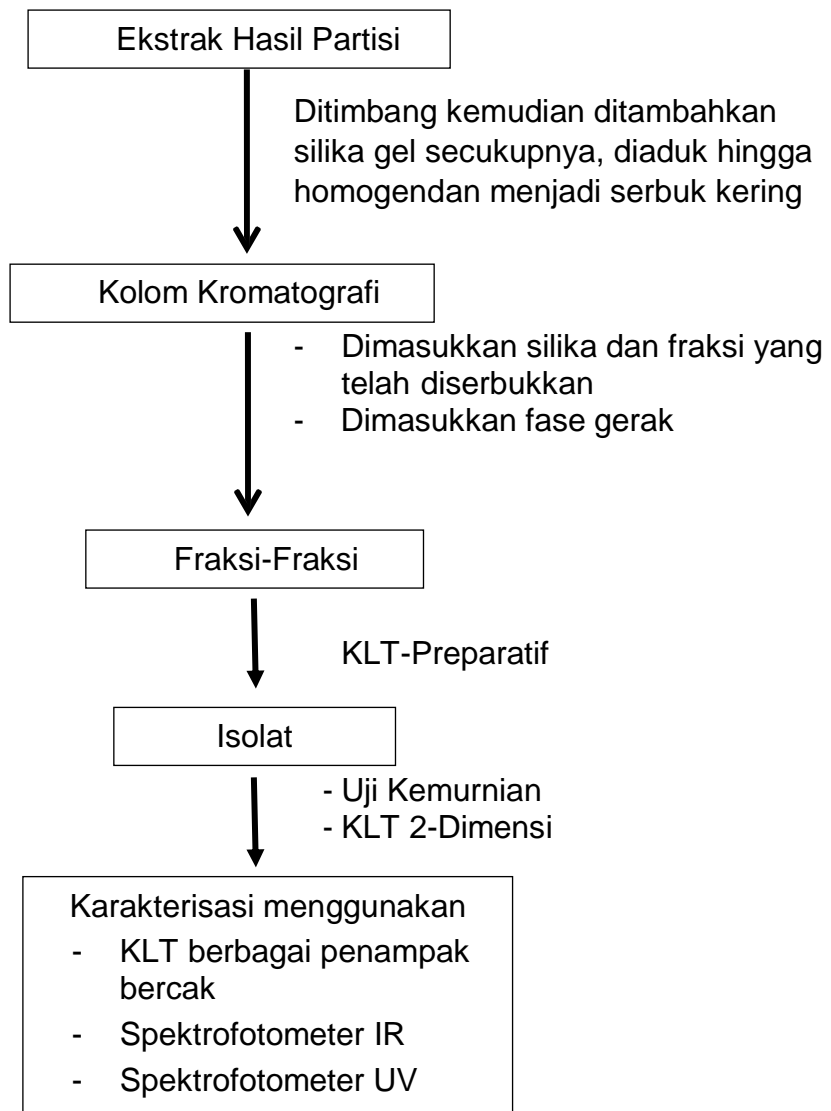 Ekstrak Hasil Partisi
Ditimbang kemudian ditambahkan
silika gel secukupnya, diaduk hingga
homogendan menjadi serbuk kering
Kolom Kromatografi
- Dimasukkan silika dan fraksi yang
telah diserbukkan
- Dimasukkan fase gerak
Fraksi-Fraksi
KLT-Preparatif
Isolat
- Uji Kemurnian
- KLT 2-Dimensi
Karakterisasi menggunakan
- KLT berbagai penampak
bercak
- Spektrofotometer IR
- Spektrofotometer UV